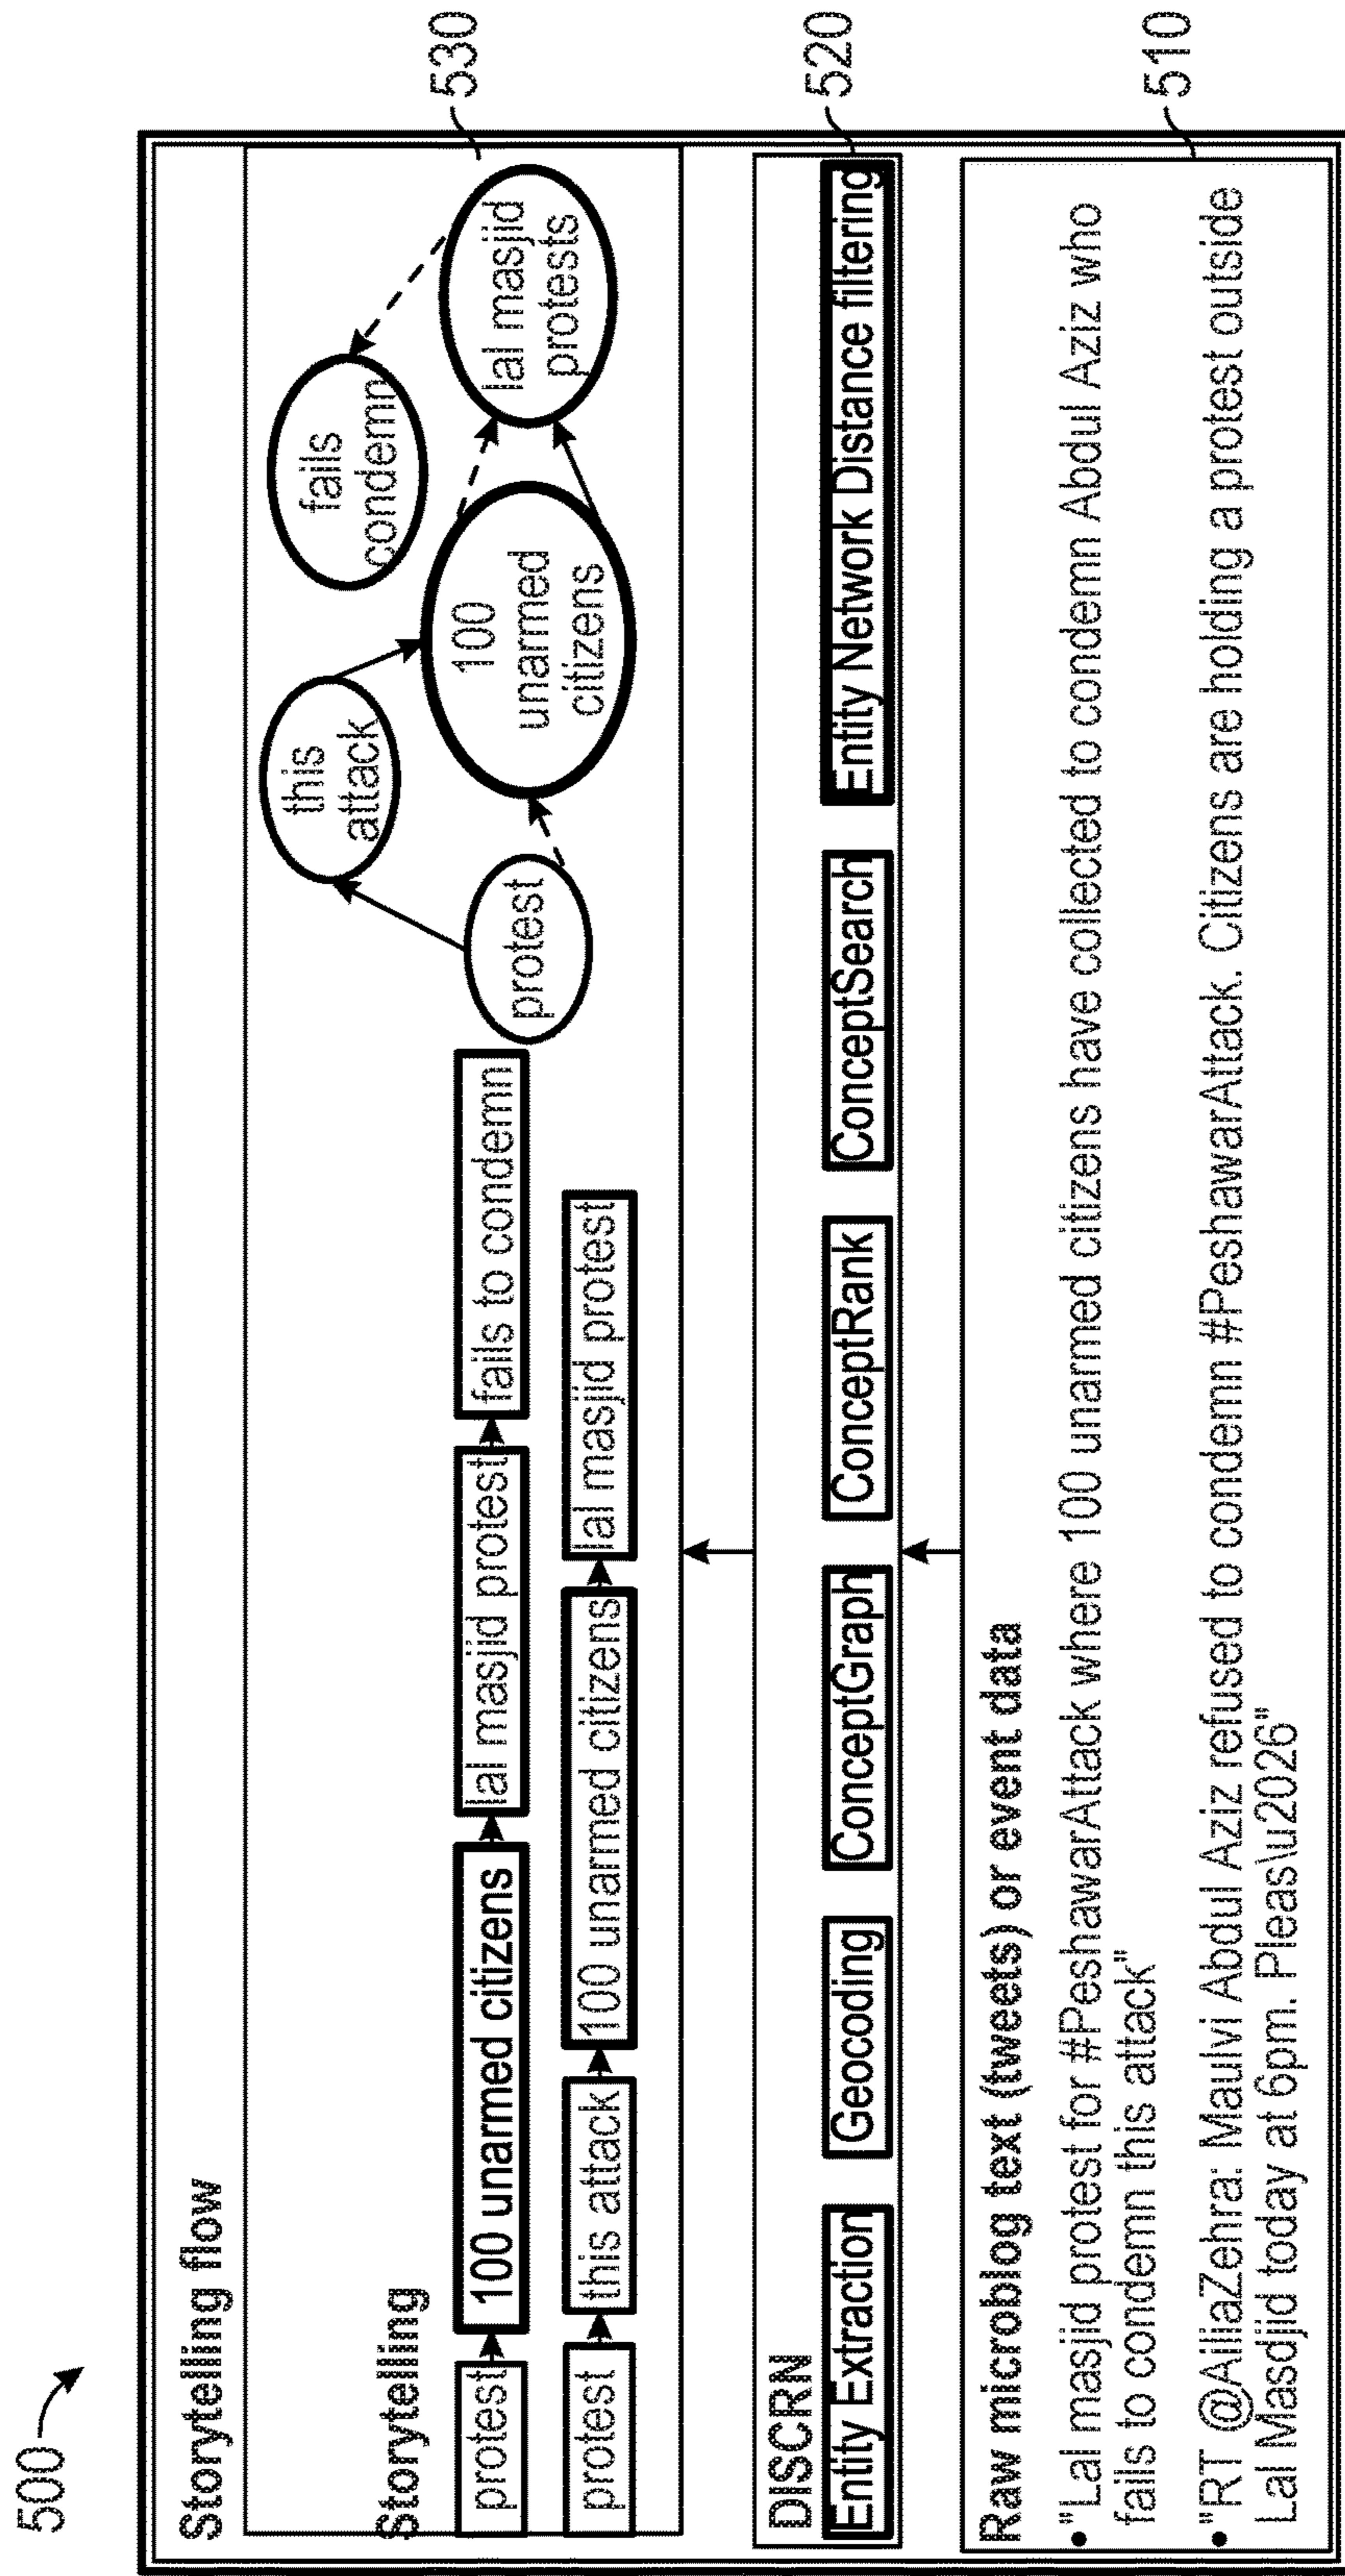 500
Storytelling flow
530
Storytelling
protest
100 unarmed citizens
lal masjid protest
fails to condemn
protest
this attack
100 unarmed citizens
lal masjid protest
protest
this
attack
100
unarmed
citizens
fails
condemn
lal masjid
protests
DISCRN
520
Entity Extraction
Geocoding
ConceptGraph
ConceptRank
ConceptSearch
Entity Network Distance filtering
Raw microblog text (tweets) or event data
510
•"Lal masjid protest for #PeshawarAttack where 100 unarmed citizens have collected to condemn Abdul Aziz who
fails to condemn this attack"
•"RT @AiliaZehra: Maulvi Abdul Aziz refused to condemn #PeshawarAttack. Citizens are holding a protest outside
Lal Masdjid today at 6pm. Pleas\u2026"